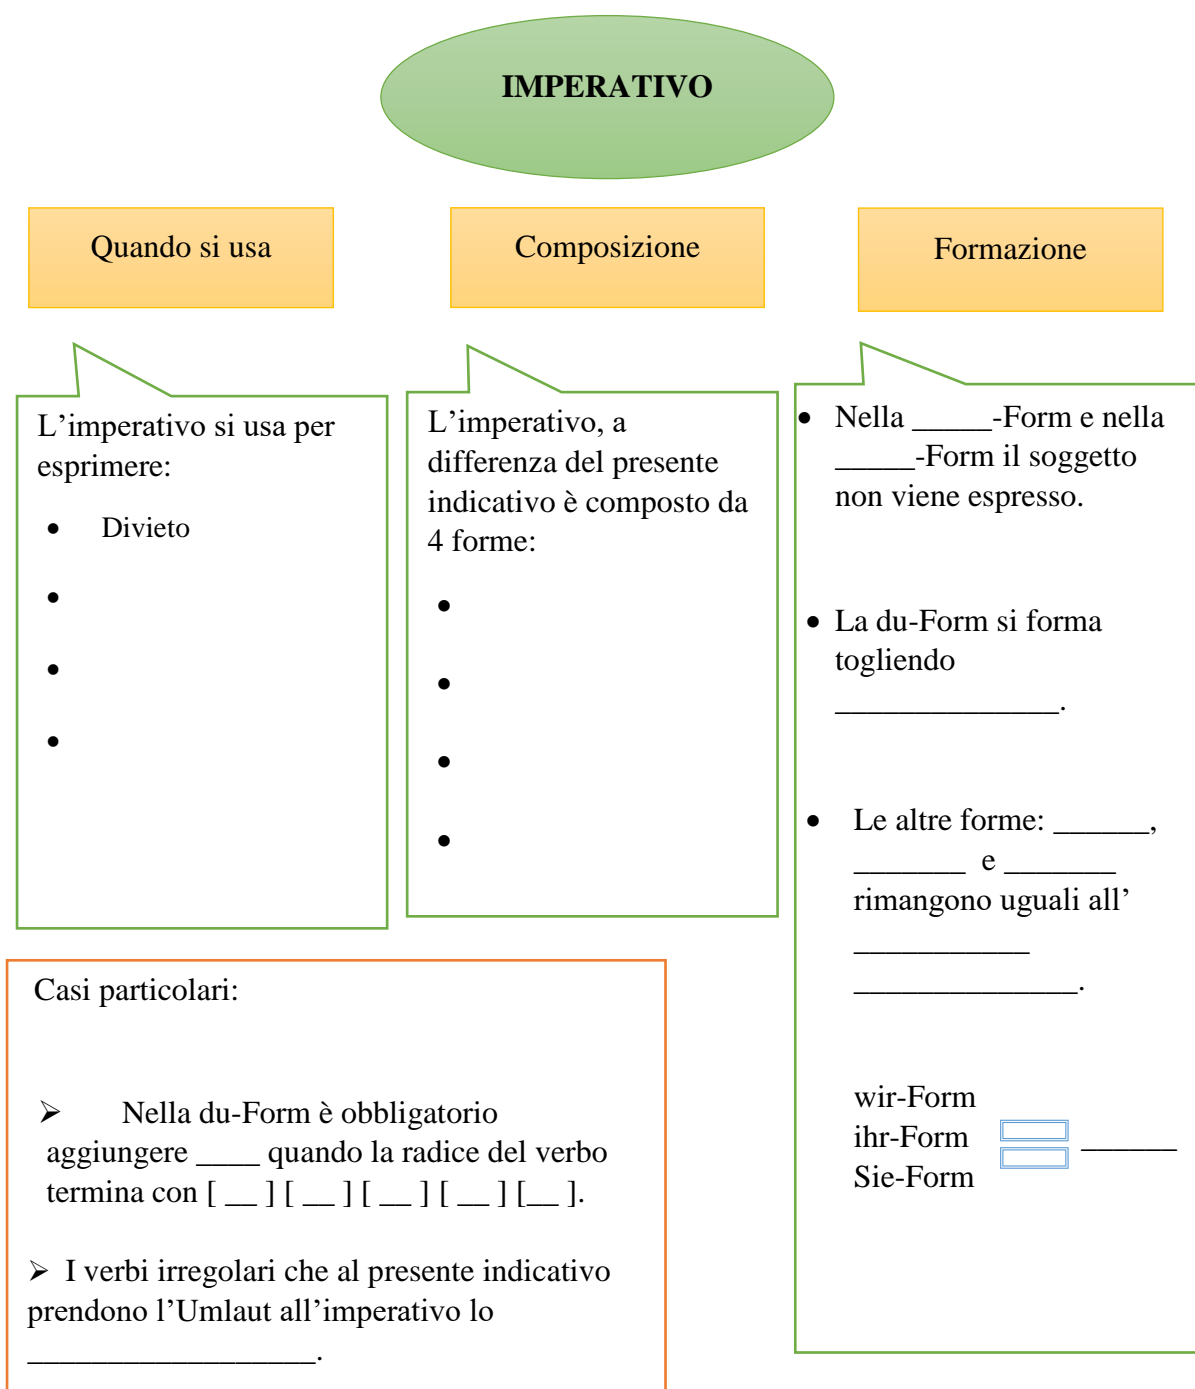 IMPERATIVO
Quando si usa
Composizione
Formazione
L’imperativo si usa per
esprimere:
• Divieto
•
•
•
L’imperativo, a
differenza del presente
indicativo è composto da
4 forme:
•
•
•
•
• Nella _____-Form e nella
_____-Form il soggetto
non viene espresso.
• La du-Form si forma
togliendo
______________.
• Le altre forme: ______,
_______ e _______
rimangono uguali all’
___________
______________.
wir-Form
ihr-Form ______
Sie-Form
Casi particolari:
➢ Nella du-Form è obbligatorio
aggiungere ____ quando la radice del verbo
termina con [ __ ] [ __ ] [ __ ] [ __ ] [__ ].
➢ I verbi irregolari che al presente indicativo
prendono l’Umlaut all’imperativo lo
__________________.